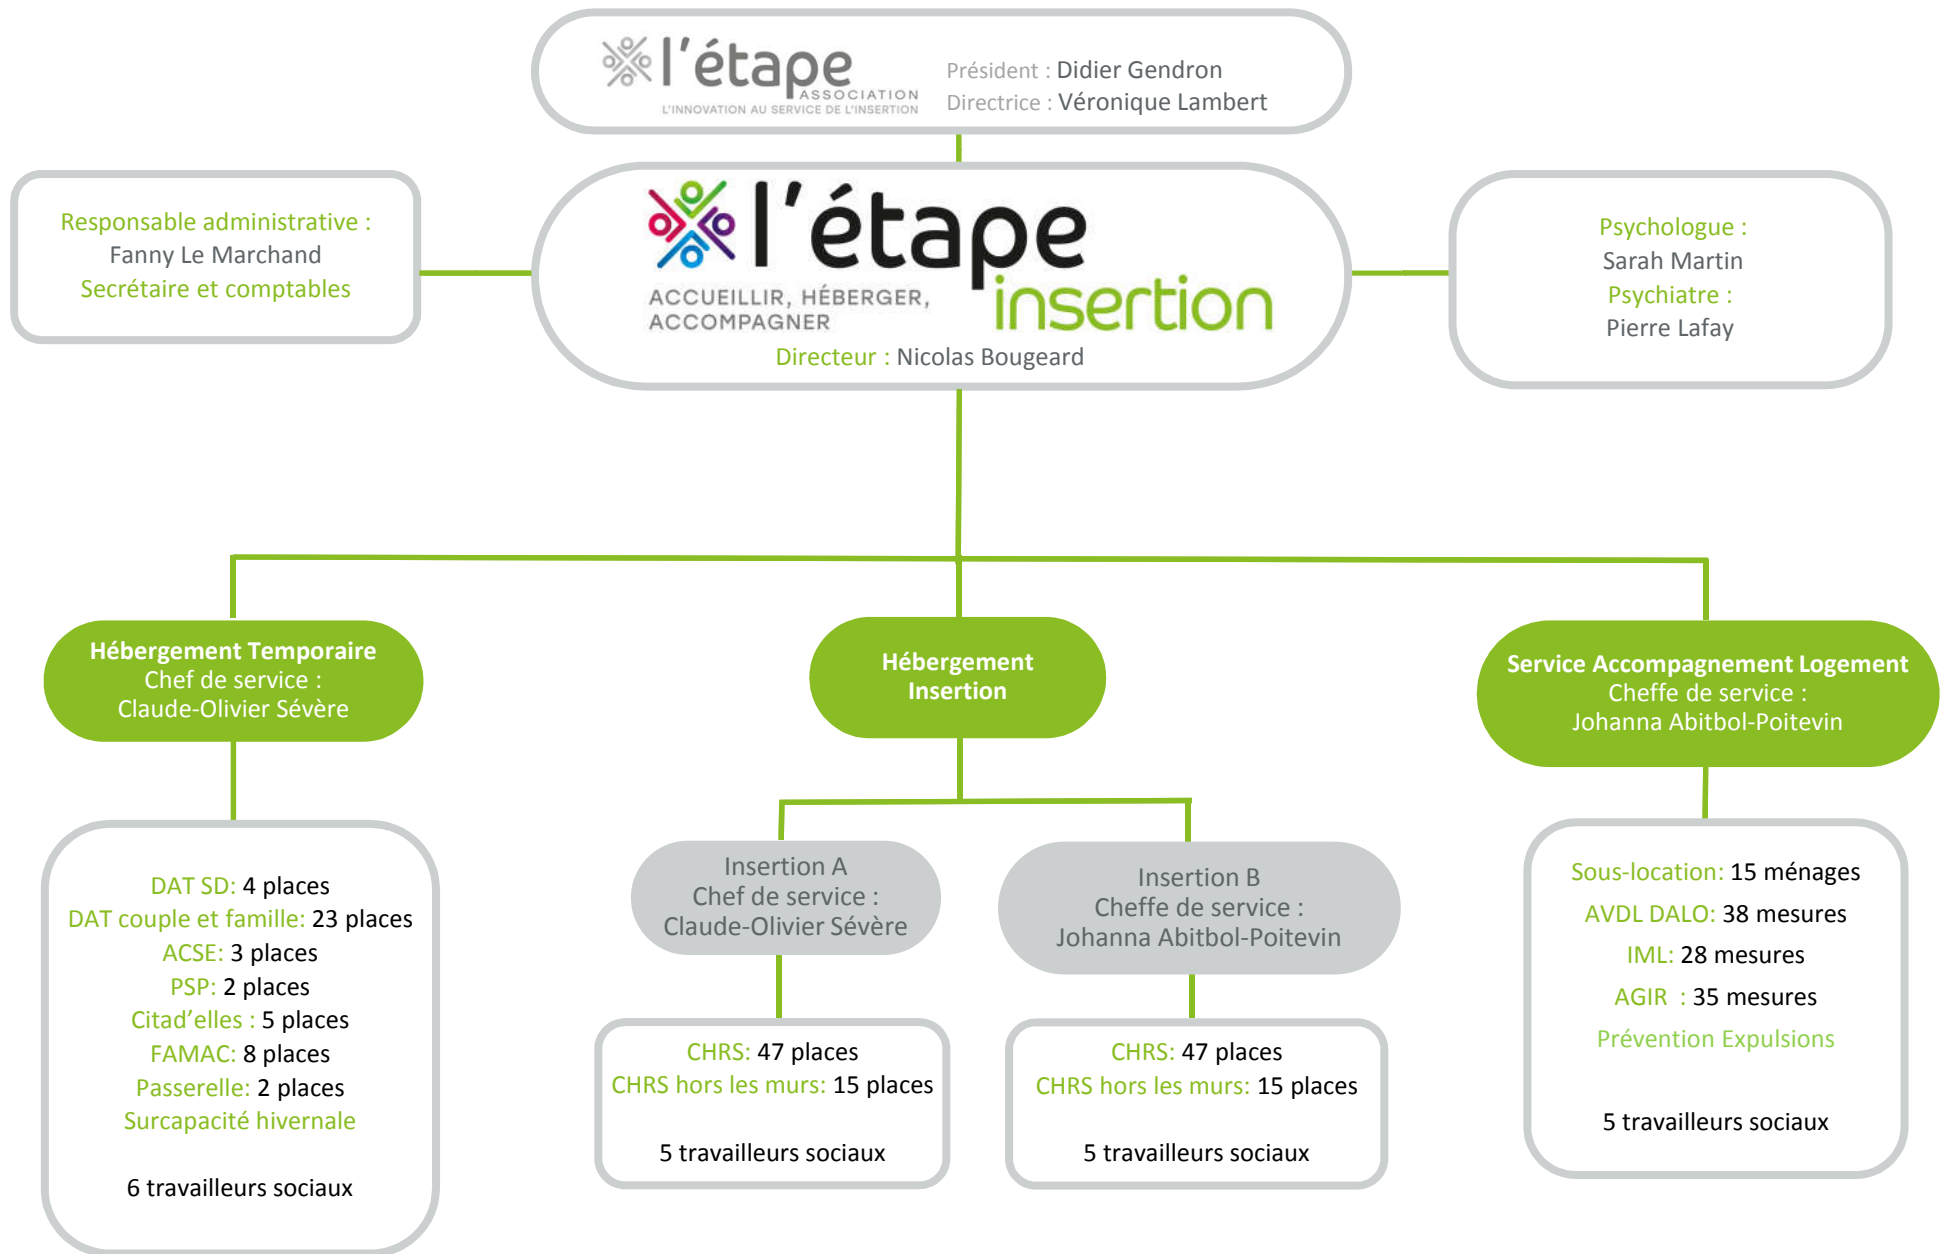 l'étape
ASSOCIATION
L'INNOVATION AU SERVICE DE L'INSERTION
Président : Didier Gendron
Directrice : Véronique Lambert
Responsable administrative :
Fanny Le Marchand
Secrétaire et comptables
l'étape
insertion
ACCUEILLIR, HÉBERGER,
ACCOMPAGNER
Directeur : Nicolas Bougeard
Psychologue :
Sarah Martin
Psychiatre :
Pierre Lafay
Hébergement Temporaire
Chef de service :
Claude-Olivier Sévère
Hébergement
Insertion
Service Accompagnement Logement
Cheffe de service :
Johanna Abitbol-Poitevin
DAT SD: 4 places
DAT couple et famille: 23 places
ACSE: 3 places
PSP: 2 places
Citad'elles : 5 places
FAMAC: 8 places
Passerelle: 2 places
Surcapacité hivernale
6 travailleurs sociaux
Insertion A
Chef de service :
Claude-Olivier Sévère
CHRS: 47 places
CHRS hors les murs: 15 places
5 travailleurs sociaux
Insertion B
Cheffe de service :
Johanna Abitbol-Poitevin
CHRS: 47 places
CHRS hors les murs: 15 places
5 travailleurs sociaux
Sous-location: 15 ménages
AVDL DALO: 38 mesures
IML: 28 mesures
AGIR : 35 mesures
Prévention Expulsions
5 travailleurs sociaux